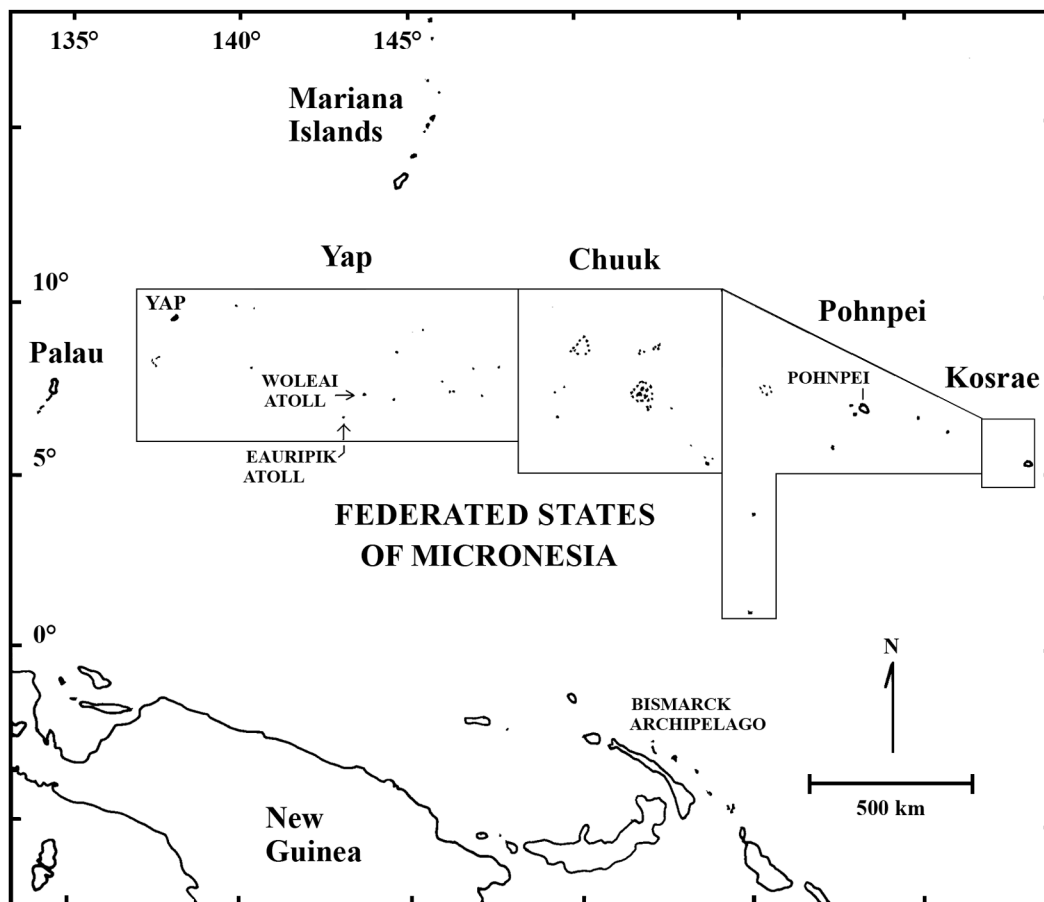 135°
140°
145°
Mariana
Islands
Yap
Chuuk
10°
YAP
Pohnpei
Palau
Kosrae
WOLEAI
ATOLL
POHNPEI
EAURIPIK
ATOLL
5°
FEDERATED STATES
OF MICRONESIA
0°
N
BISMARCK
ARCHIPELAGO
500 km
New
Guinea